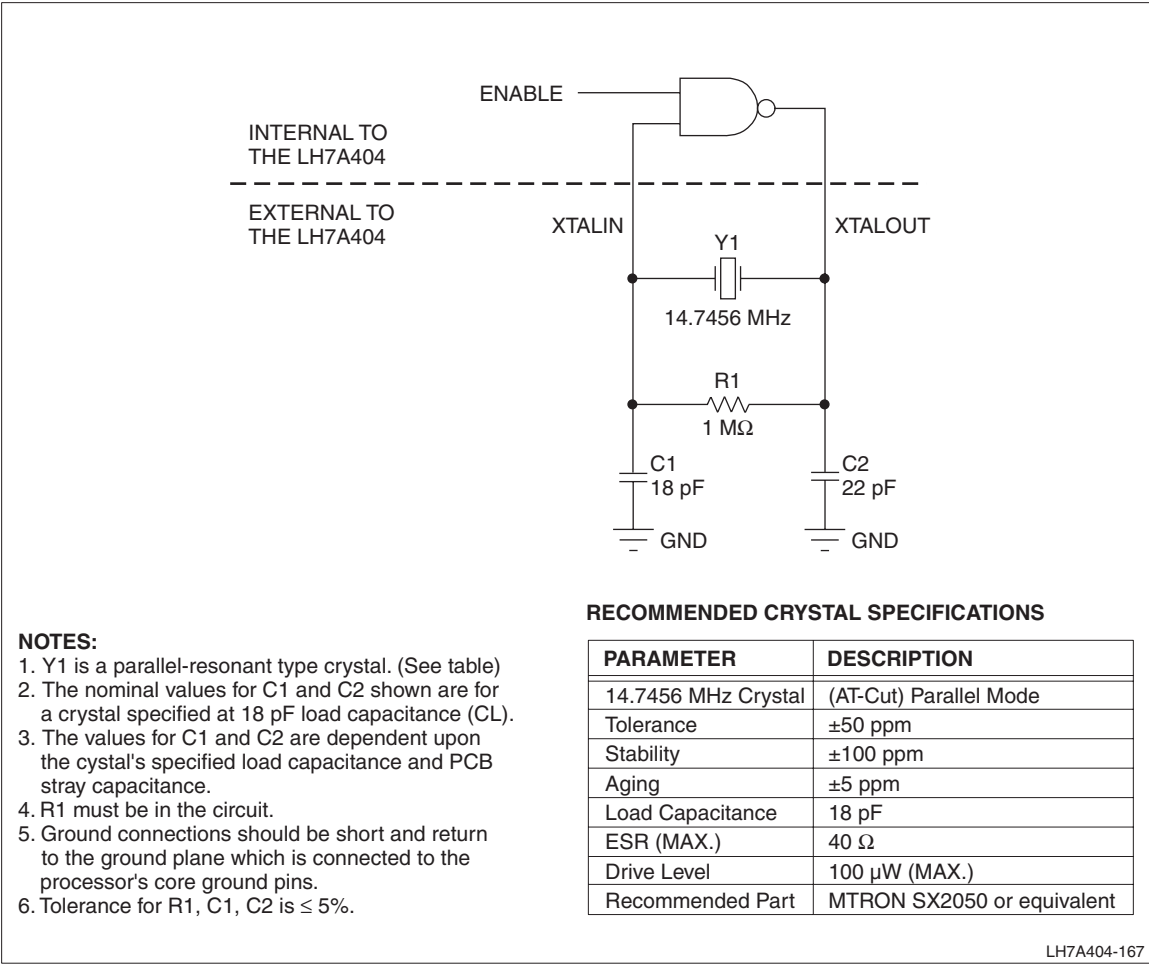 ENABLE
INTERNAL TO
THE LH7A404
EXTERNAL TO
THE LH7A404
XTALIN
XTALOUT
Y1
14.7456 MHz
R1
1 MΩ
C1
18 pF
C2
22 pF
GND
GND
NOTES:
1. Y1 is a parallel-resonant type crystal. (See table)
2. The nominal values for C1 and C2 shown are for
a crystal specified at 18 pF load capacitance (CL).
3. The values for C1 and C2 are dependent upon
the cystal's specified load capacitance and PCB
stray capacitance.
4. R1 must be in the circuit.
5. Ground connections should be short and return
to the ground plane which is connected to the
processor's core ground pins.
6. Tolerance for R1, C1, C2 is ≤ 5%.
RECOMMENDED CRYSTAL SPECIFICATIONS
PARAMETER DESCRIPTION
14.7456 MHz Crystal (AT-Cut) Parallel Mode
Tolerance ±50 ppm
Stability ±100 ppm
Aging ±5 ppm
Load Capacitance 18 pF
ESR (MAX.) 40 Ω
Drive Level 100 µW (MAX.)
Recommended Part MTRON SX2050 or equivalent
LH7A404-167